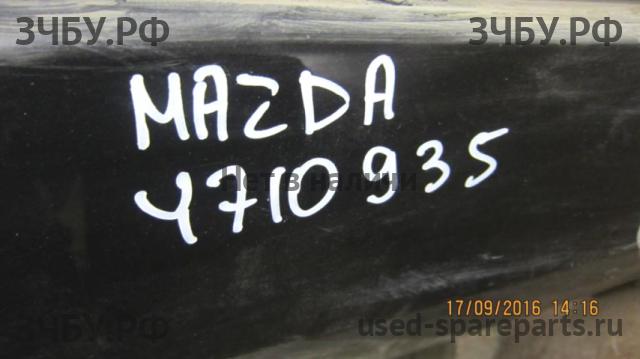 ЗЧБУ.РФ ЗЧБУ.РФ
MAZDA
4710935
Нет в наличии
17/09/2016 14:16
ЗЧБУ.РФ used-spareparts.ru